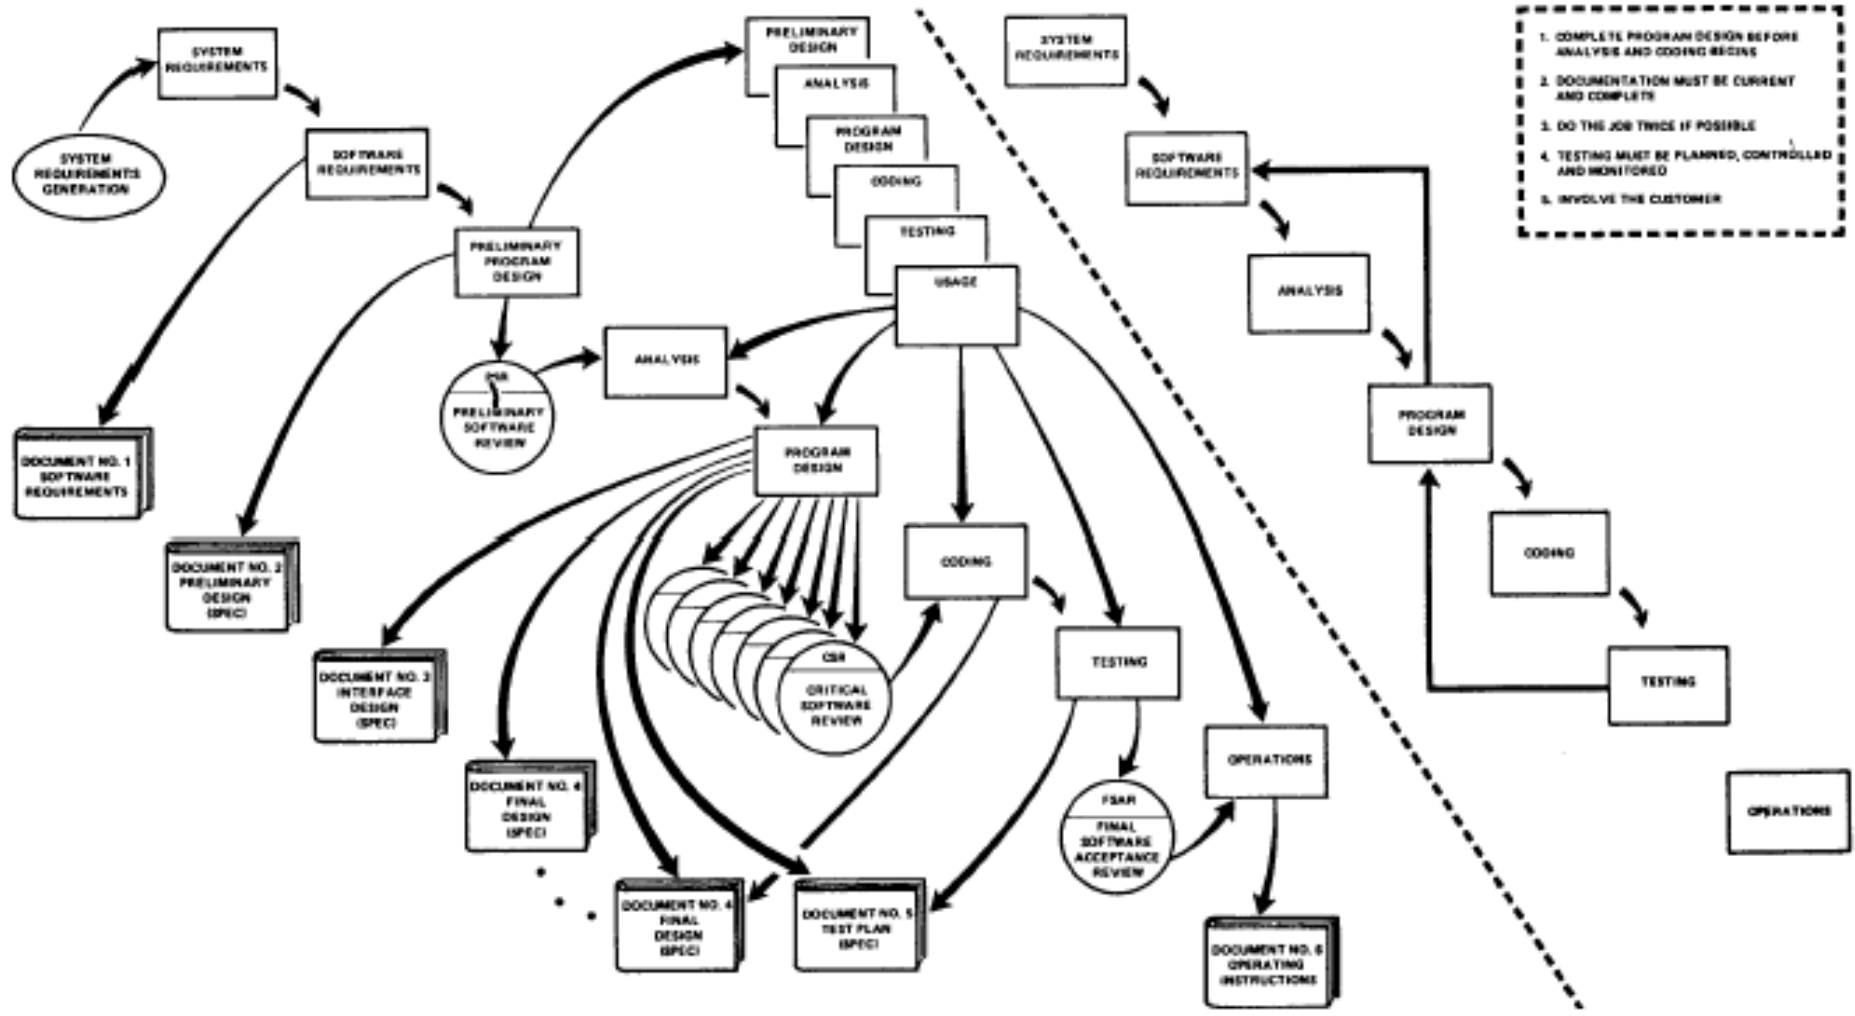 SYSTEM
REQUIREMENTS
SYSTEM
REQUIREMENTS
GENERATION
SOFTWARE
REQUIREMENTS
PRELIMINARY
PROGRAM
DESIGN
PRELIMINARY
SOFTWARE
REVIEW
PRELIMINARY
DESIGN
ANALYSIS
PROGRAM
DESIGN
CODING
TESTING
USAGE
ANALYSIS
PROGRAM
DESIGN
CSR
CRITICAL
SOFTWARE
REVIEW
CODING
TESTING
FSAR
FINAL
SOFTWARE
ACCEPTANCE
REVIEW
OPERATIONS
DOCUMENT NO. 1
SOFTWARE
REQUIREMENTS
DOCUMENT NO. 2
PRELIMINARY
DESIGN
(SPEC)
DOCUMENT NO. 3
INTERFACE
DESIGN
(SPEC)
DOCUMENT NO. 4
FINAL
DESIGN
(SPEC)
DOCUMENT NO. 4
FINAL
DESIGN
(SPEC)
DOCUMENT NO. 5
TEST PLAN
(SPEC)
DOCUMENT NO. 6
OPERATING
INSTRUCTIONS
SYSTEM
REQUIREMENTS
SOFTWARE
REQUIREMENTS
ANALYSIS
PROGRAM
DESIGN
CODING
TESTING
OPERATIONS
1. COMPLETE PROGRAM DESIGN BEFORE
ANALYSIS AND CODING BEGINS
2. DOCUMENTATION MUST BE CURRENT
AND COMPLETE
3. DO THE JOB TWICE IF POSSIBLE
4. TESTING MUST BE PLANNED, CONTROLLED
AND MONITORED
5. INVOLVE THE CUSTOMER